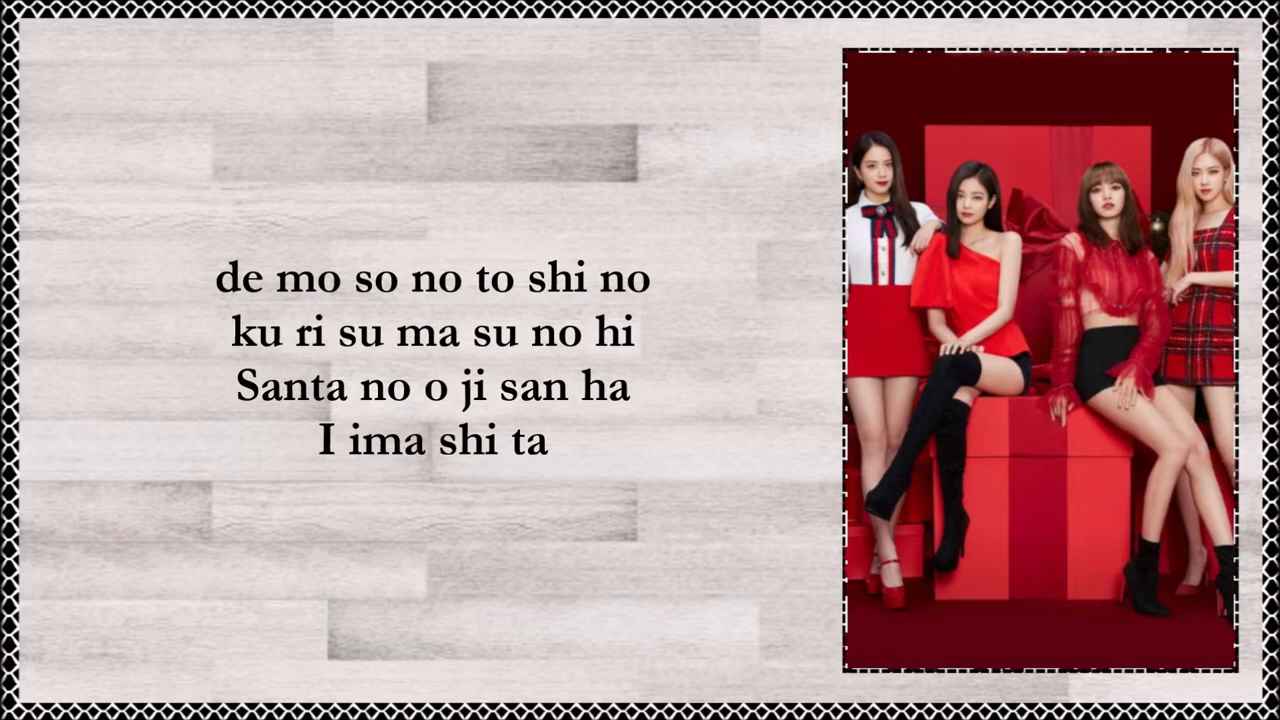 de mo so no to shi no
ku ri su ma su no hi
Santa no o ji san ha
I ima shi ta